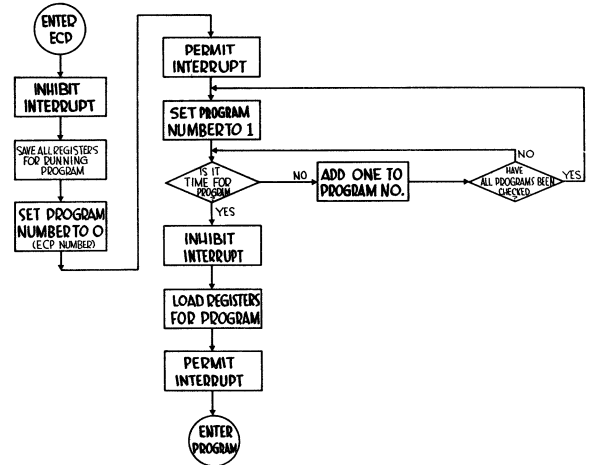 ENTER
ECP
INHIBIT
INTERRUPT
SAVE ALL REGISTERS
FOR RUNNING
PROGRAM
SET PROGRAM
NUMBER TO 0
(ECP NUMBER)
PERMIT
INTERRUPT
SET PROGRAM
NUMBER TO 1
IS IT
TIME FOR
PROGRAM
?
NO
YES
ADD ONE TO
PROGRAM NO.
HAVE
ALL PROGRAMS BEEN
CHECKED
?
NO
YES
INHIBIT
INTERRUPT
LOAD REGISTERS
FOR PROGRAM
PERMIT
INTERRUPT
ENTER
PROGRAM